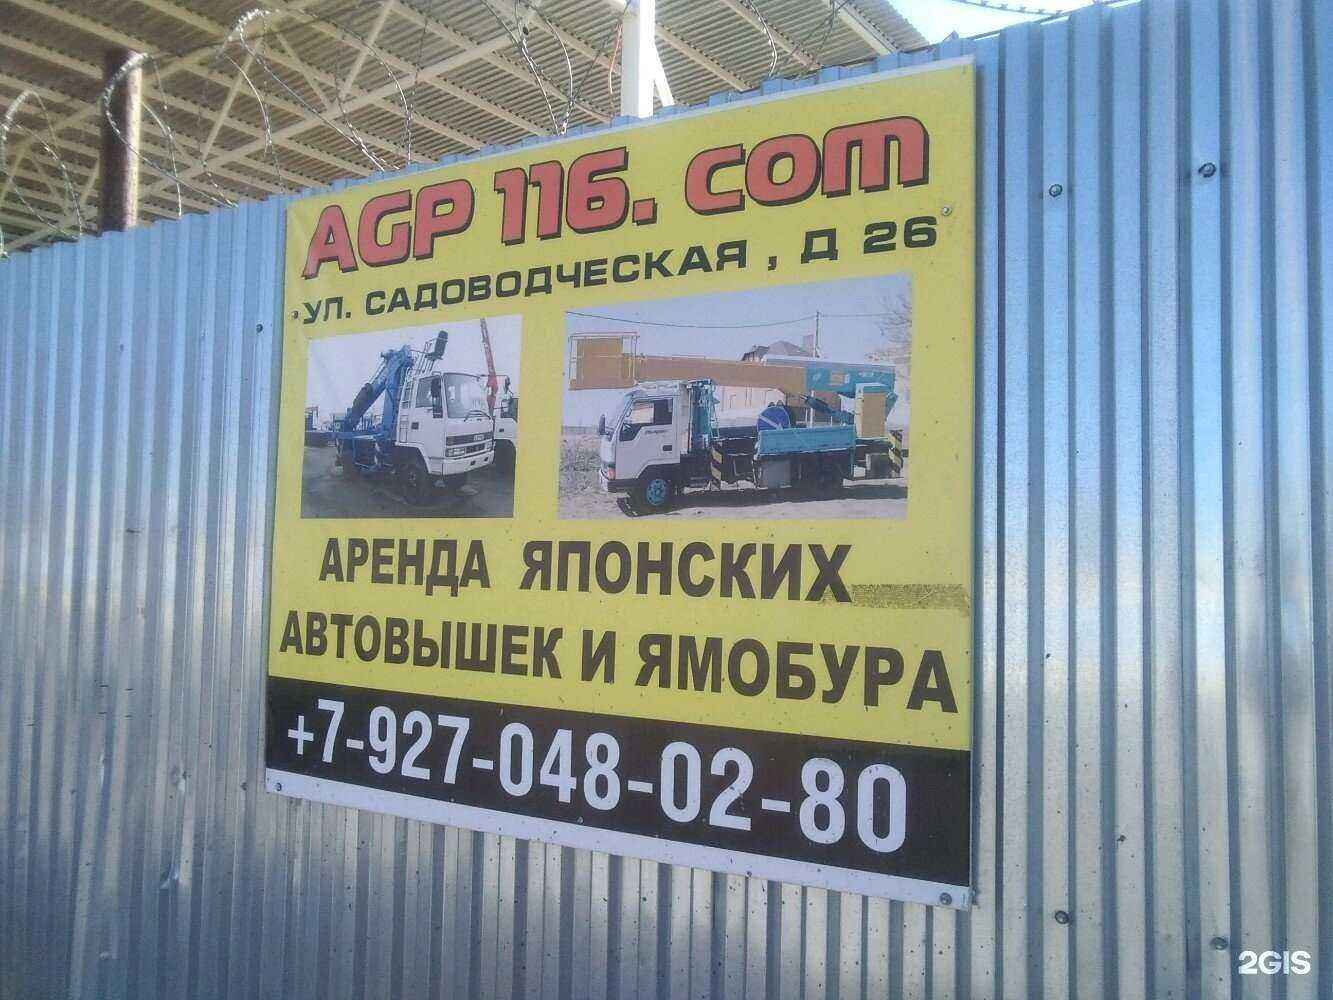 AGP 116. COM
УЛ. САДОВОДЧЕСКАЯ , Д 26
АРЕНДА ЯПОНСКИХ
АВТОВЫШЕК И ЯМОБУРА
+7-927-048-02-80
2GIS